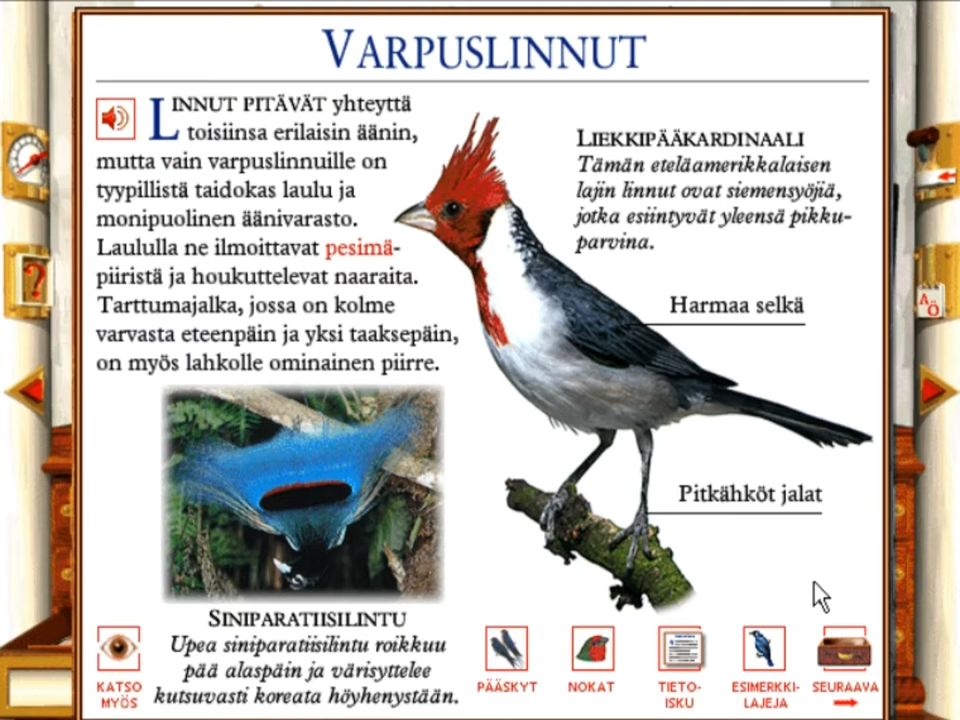 VARPUSLINNUT
LINNUT PITÄVÄT yhteyttä
toisiinsa erilaisin äänin,
mutta vain varpuslinnuille on
tyypillistä taidokas laulu ja
monipuolinen äänivarasto.
Laululla ne ilmoittavat pesimä-
piiristä ja houkuttelevat naaraita.
Tarttumajalka, jossa on kolme
varvasta eteenpäin ja yksi taaksepäin,
on myös lahkolle ominainen piirre.
LIEKKIPÄÄKARDINAALI
Tämän eteläamerikkalaisen
lajin linnut ovat siemensyöjiä,
jotka esiintyvät yleensä pikku-
parvina.
Harmaa selkä
Pitkähköt jalat
SINIPARATIISILINTU
Upea siniparatiisilintu roikkuu
pää alaspäin ja värisyttelee
kutsuvasti koreata höyhenystään.
?
AÖ
KATSO
MYÖS
PÄÄSKYT
NOKAT
TIETO-
ISKU
ESIMERKKI-
LAJEJA
SEURAAVA